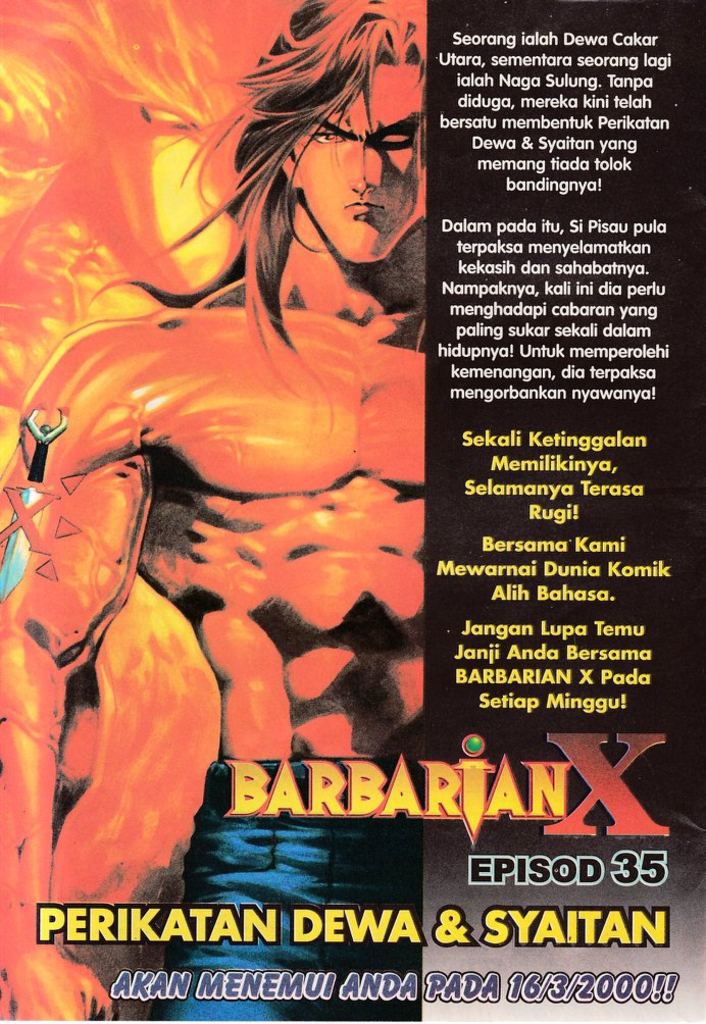 Seorang ialah Dewa Cakar
Utara, sementara seorang lagi
ialah Naga Sulung. Tanpa
diduga, mereka kini telah
bersatu membentuk Perikatan
Dewa & Syaitan yang
memang tiada tolok
bandingnya!
Dalam pada itu, Si Pisau pula
terpaksa menyelamatkan
kekasih dan sahabatnya.
Nampaknya, kali ini dia perlu
menghadapi cabaran yang
paling sukar sekali dalam
hidupnya! Untuk memperolehi
kemenangan, dia terpaksa
mengorbankan nyawanya!
Sekali Ketinggalan
Memilikinya,
Selamanya Terasa
Rugi!
Bersama Kami
Mewarnai Dunia Komik
Alih Bahasa.
Jangan Lupa Temu
Janji Anda Bersama
BARBARIAN X Pada
Setiap Minggu!
BARBARIAN X
EPISOD 35
PERIKATAN DEWA & SYAITAN
AKAN MENEMUI ANDA PADA 16/3/2000!!